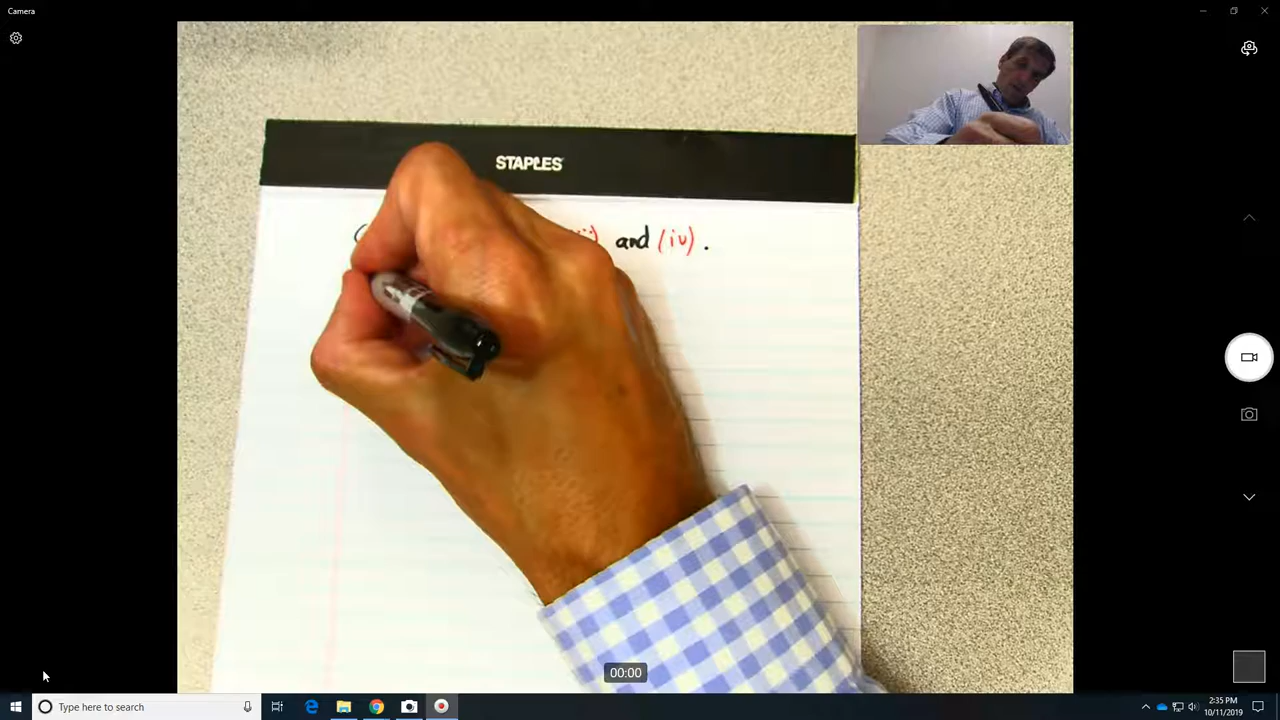 Camera
STAPLES
and (iv).
00:00
Type here to search
2:35 PM
10/11/2019